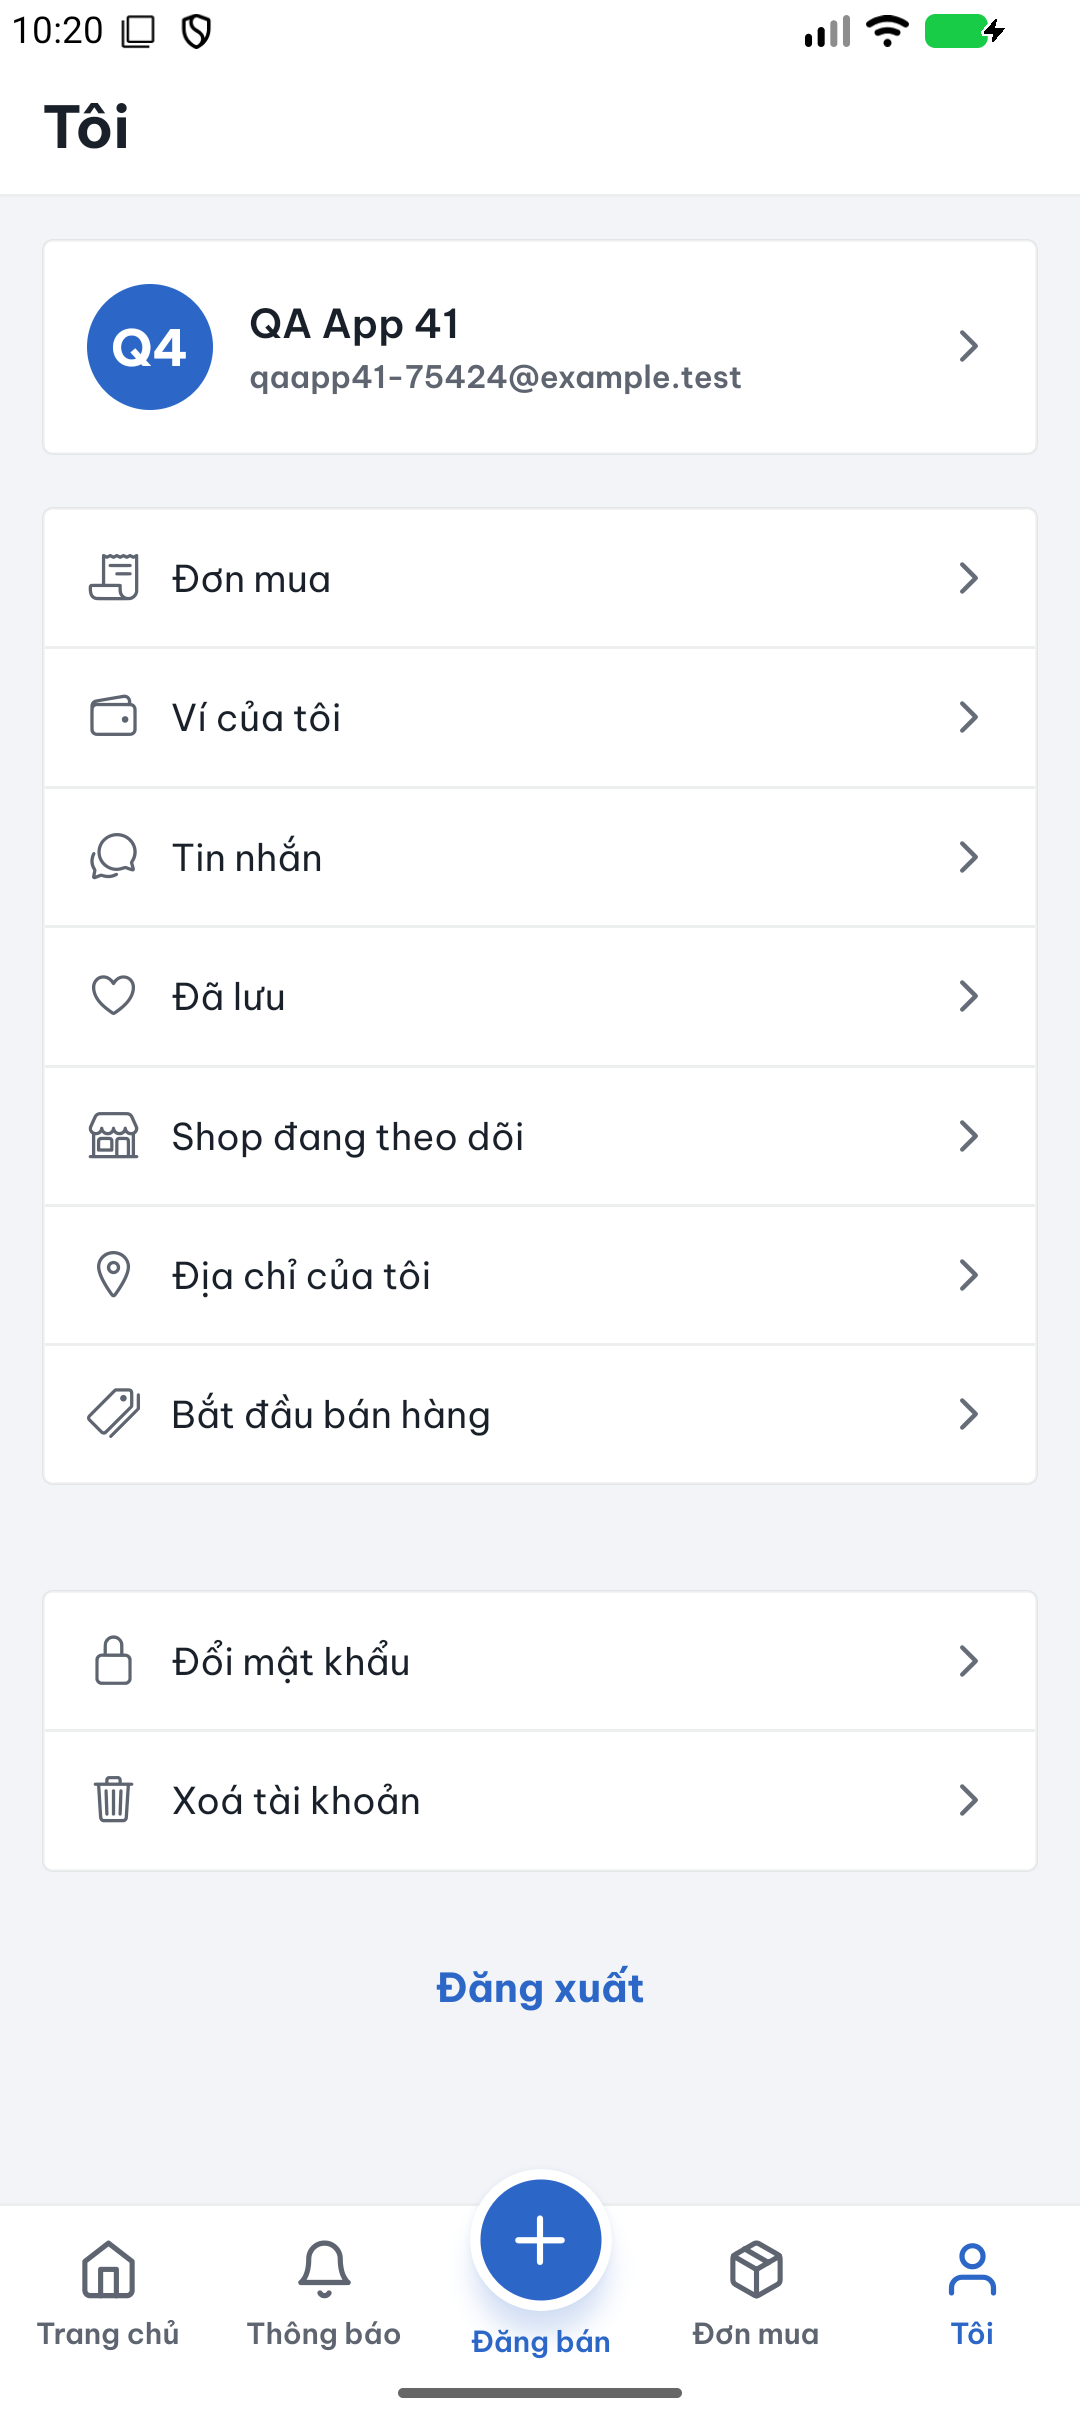 10:20
Tôi
Q4
QA App 41
qaapp41-75424@example.test
Đơn mua
Ví của tôi
Tin nhắn
Đã lưu
Shop đang theo dõi
Địa chỉ của tôi
Bắt đầu bán hàng
Đổi mật khẩu
Xoá tài khoản
Đăng xuất
Trang chủ
Thông báo
Đăng bán
Đơn mua
Tôi